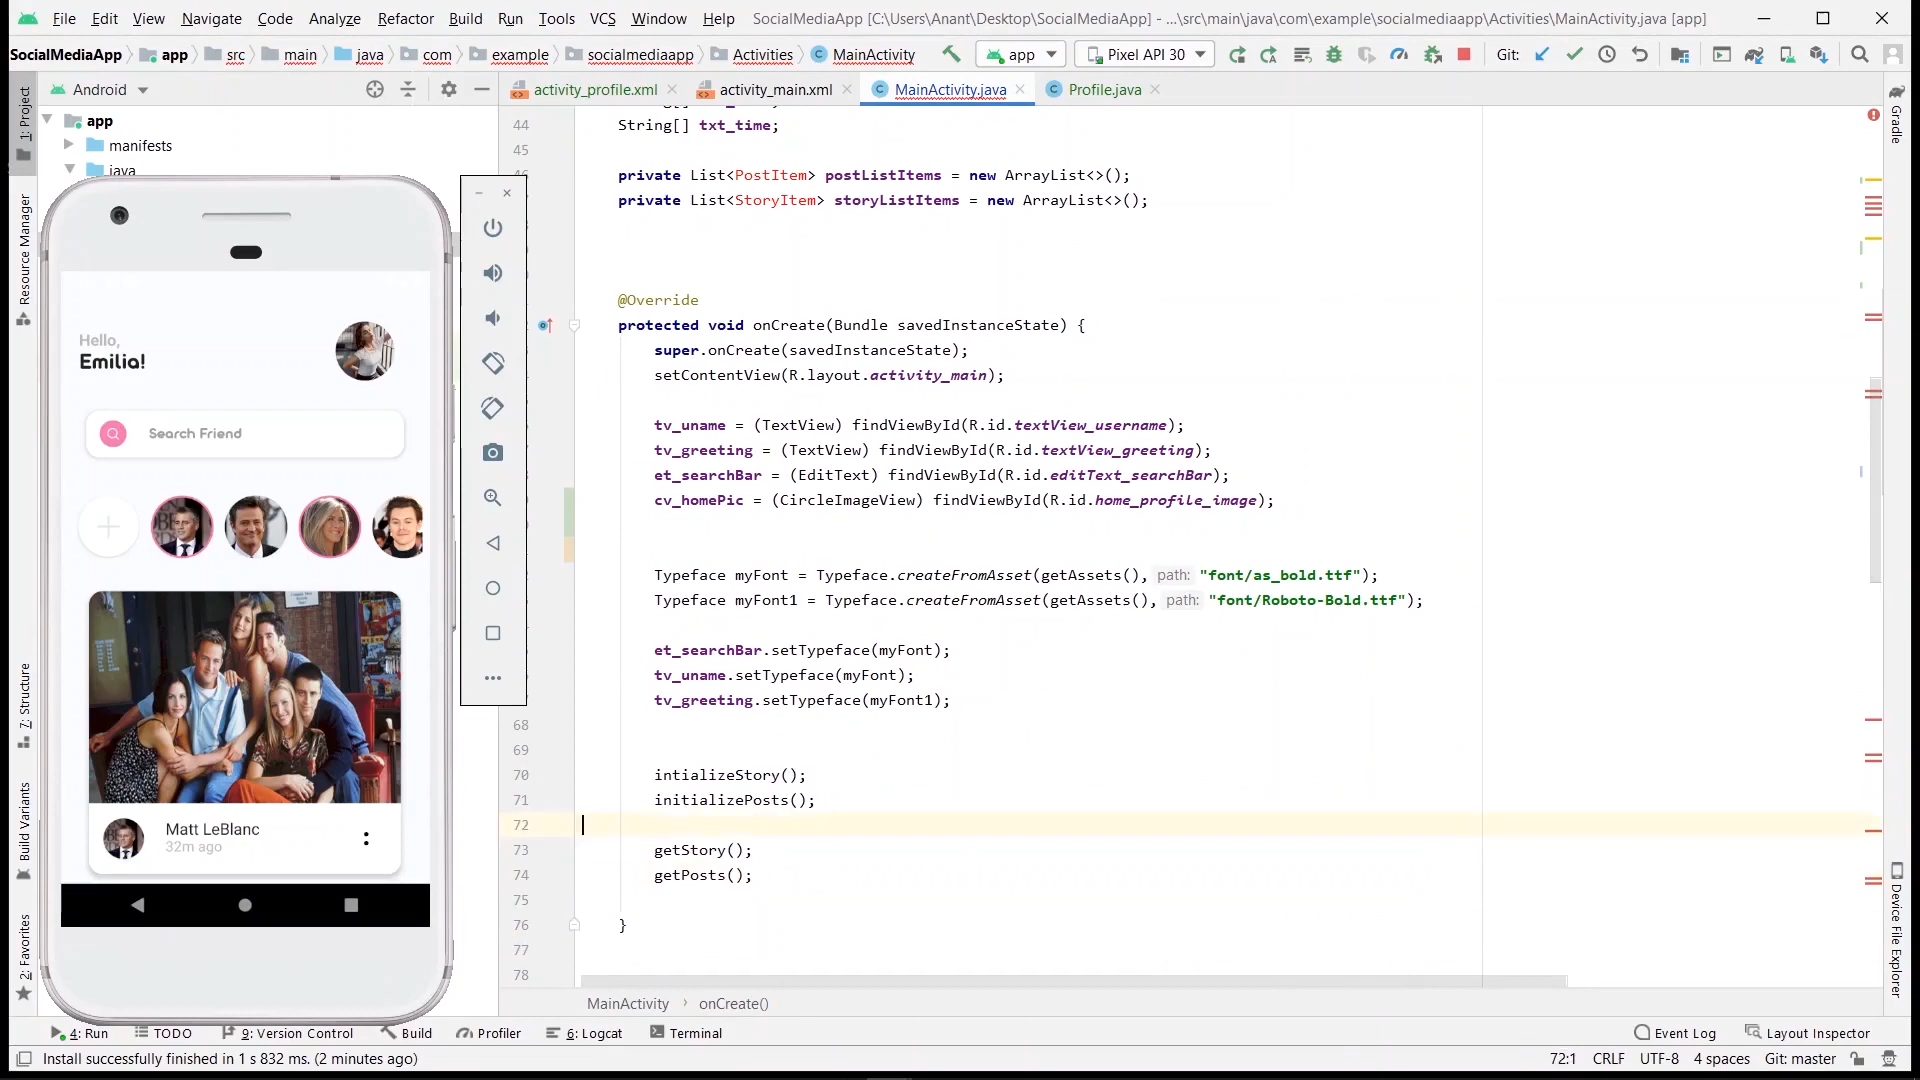 File Edit View Navigate Code Analyze Refactor Build Run Tools VCS Window Help SocialMediaApp [C:\Users\Anant\Desktop\SocialMediaApp] - ...\src\main\java\com\example\socialmediaapp\Activities\MainActivity.java [app]
SocialMediaApp app src main java com example socialmediaapp Activities MainActivity app Pixel API 30 Git:
Android
activity_profile.xml activity_main.xml MainActivity.java Profile.java
app
manifests
java
1: Project
Resource Manager
7: Structure
Build Variants
2: Favorites
Hello,
Emilia!
Search Friend
Matt LeBlanc
32m ago
44 String[] txt_time;
45
private List<PostItem> postListItems = new ArrayList<>();
private List<StoryItem> storyListItems = new ArrayList<>();
@Override
protected void onCreate(Bundle savedInstanceState) {
super.onCreate(savedInstanceState);
setContentView(R.layout.activity_main);
tv_uname = (TextView) findViewById(R.id.textView_username);
tv_greeting = (TextView) findViewById(R.id.textView_greeting);
et_searchBar = (EditText) findViewById(R.id.editText_searchBar);
cv_homePic = (CircleImageView) findViewById(R.id.home_profile_image);
Typeface myFont = Typeface.createFromAsset(getAssets(), path: "font/as_bold.ttf");
Typeface myFont1 = Typeface.createFromAsset(getAssets(), path: "font/Roboto-Bold.ttf");
et_searchBar.setTypeface(myFont);
tv_uname.setTypeface(myFont);
tv_greeting.setTypeface(myFont1);
68
69
70 intializeStory();
71 initializePosts();
72
73 getStory();
74 getPosts();
75
76 }
77
78
MainActivity onCreate()
Gradle
Device File Explorer
4: Run TODO 9: Version Control Build Profiler 6: Logcat Terminal Event Log Layout Inspector
Install successfully finished in 1 s 832 ms. (2 minutes ago) 72:1 CRLF UTF-8 4 spaces Git: master